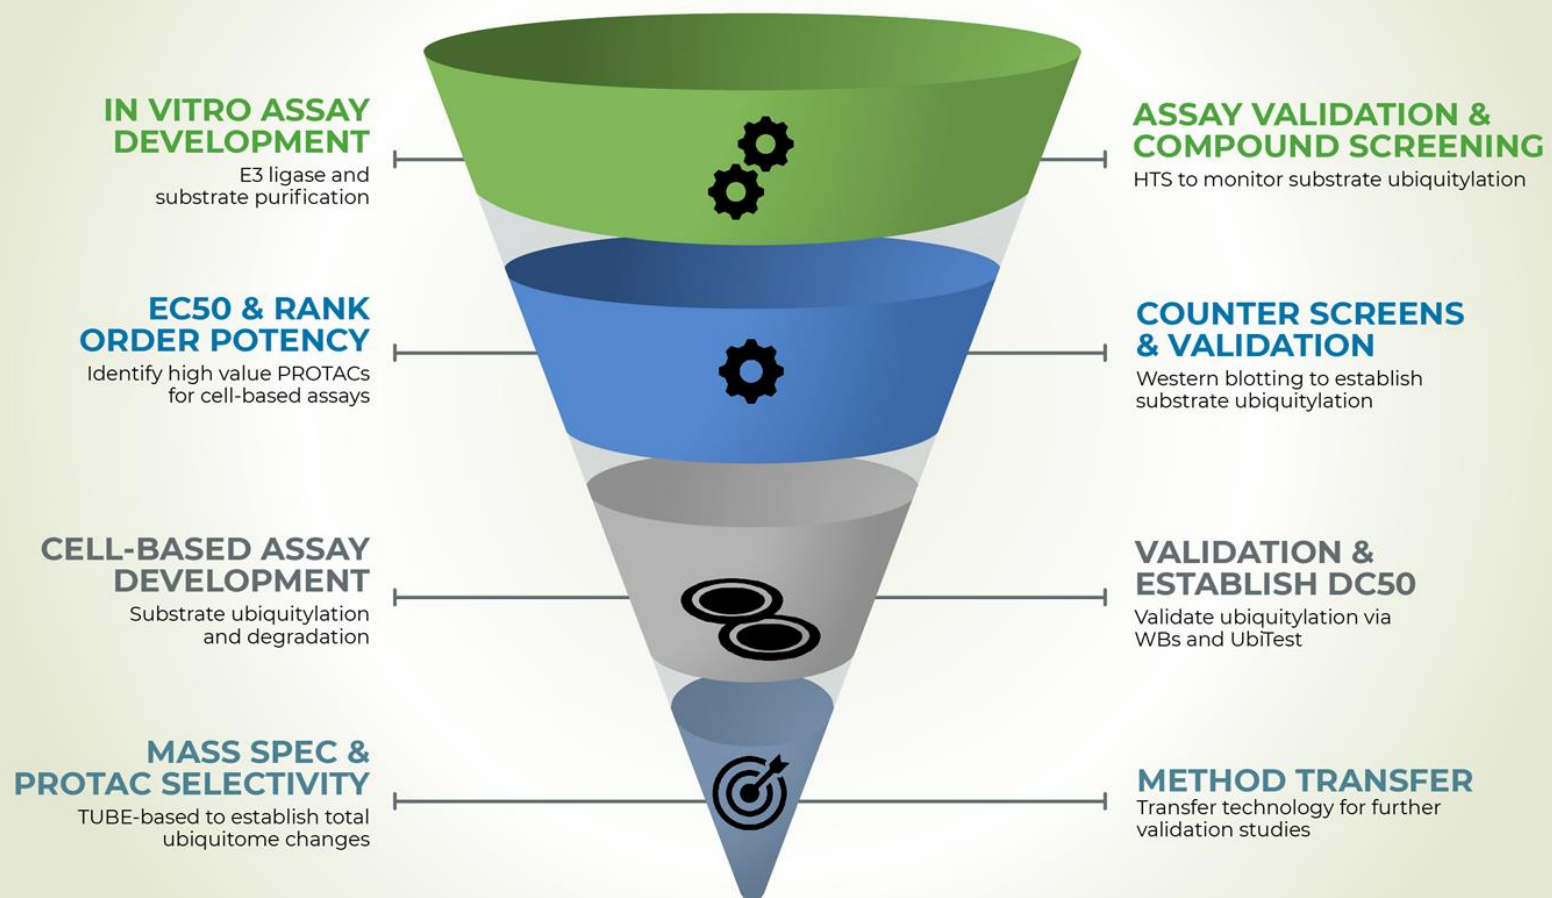 IN VITRO ASSAY
DEVELOPMENT
E3 ligase and
substrate purification
ASSAY VALIDATION &
COMPOUND SCREENING
HTS to monitor substrate ubiquitylation
EC50 & RANK
ORDER POTENCY
Identify high value PROTACs
for cell-based assays
COUNTER SCREENS
& VALIDATION
Western blotting to establish
substrate ubiquitylation
CELL-BASED ASSAY
DEVELOPMENT
Substrate ubiquitylation
and degradation
VALIDATION &
ESTABLISH DC50
Validate ubiquitylation via
WBs and UbiTest
MASS SPEC &
PROTAC SELECTIVITY
TUBE-based to establish total
ubiquitome changes
METHOD TRANSFER
Transfer technology for further
validation studies